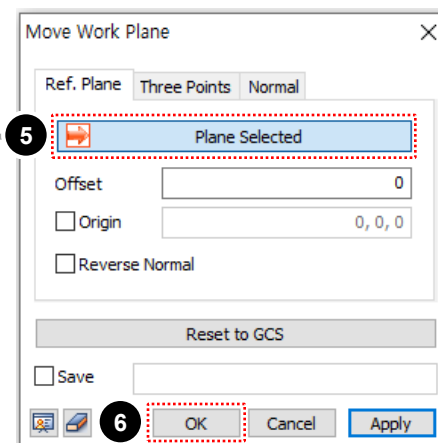 Move Work Plane
Ref. Plane Three Points Normal
5 Plane Selected
Offset 0
Origin 0, 0, 0
Reverse Normal
Reset to GCS
Save
6 OK Cancel Apply